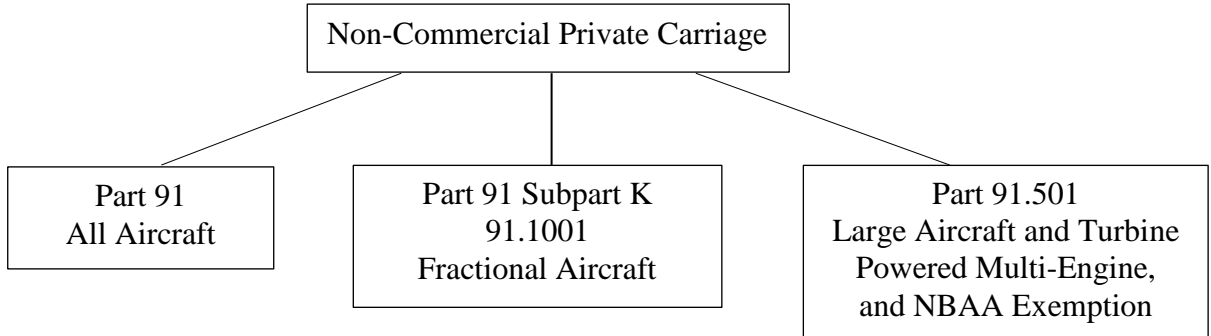 Non-Commercial Private Carriage
Part 91
All Aircraft
Part 91 Subpart K
91.1001
Fractional Aircraft
Part 91.501
Large Aircraft and Turbine
Powered Multi-Engine,
and NBAA Exemption